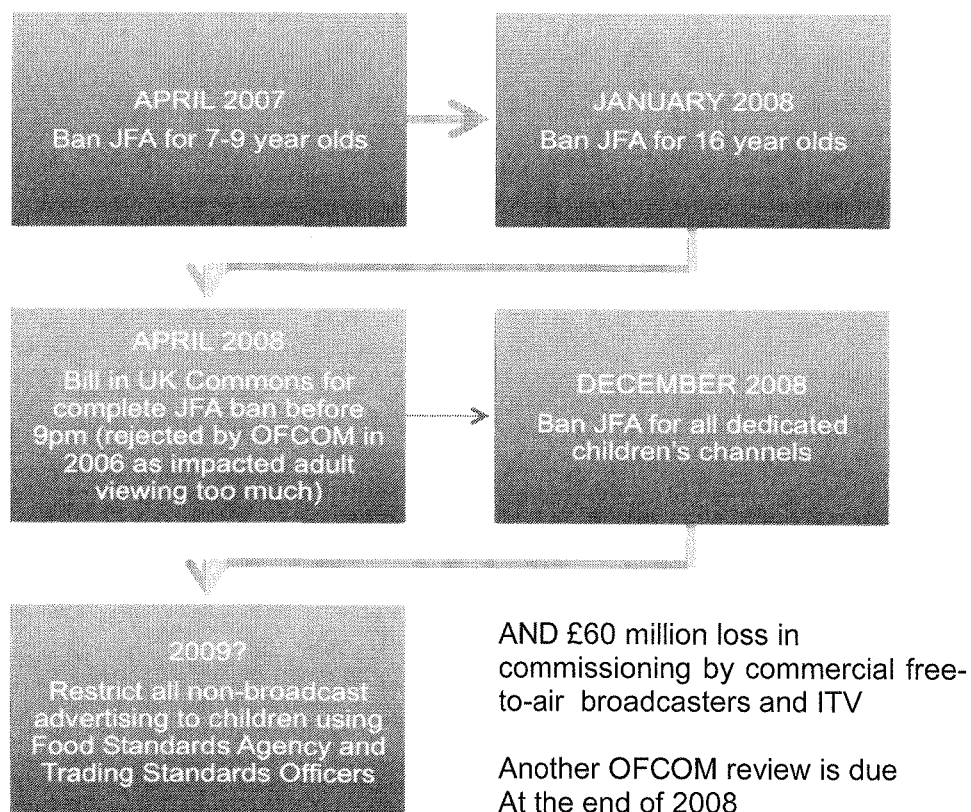 APRIL 2007
Ban JFA for 7-9 year olds
JANUARY 2008
Ban JFA for 16 year olds
APRIL 2008
Bill in UK Commons for
complete JFA ban before
9pm (rejected by OFCOM in
2006 as impacted adult
viewing too much)
DECEMBER 2008
Ban JFA for all dedicated
children's channels
2009?
Restrict all non-broadcast
advertising to children using
Food Standards Agency and
Trading Standards Officers
AND £60 million loss in
commissioning by commercial free-
to-air broadcasters and ITV
Another OFCOM review is due
At the end of 2008